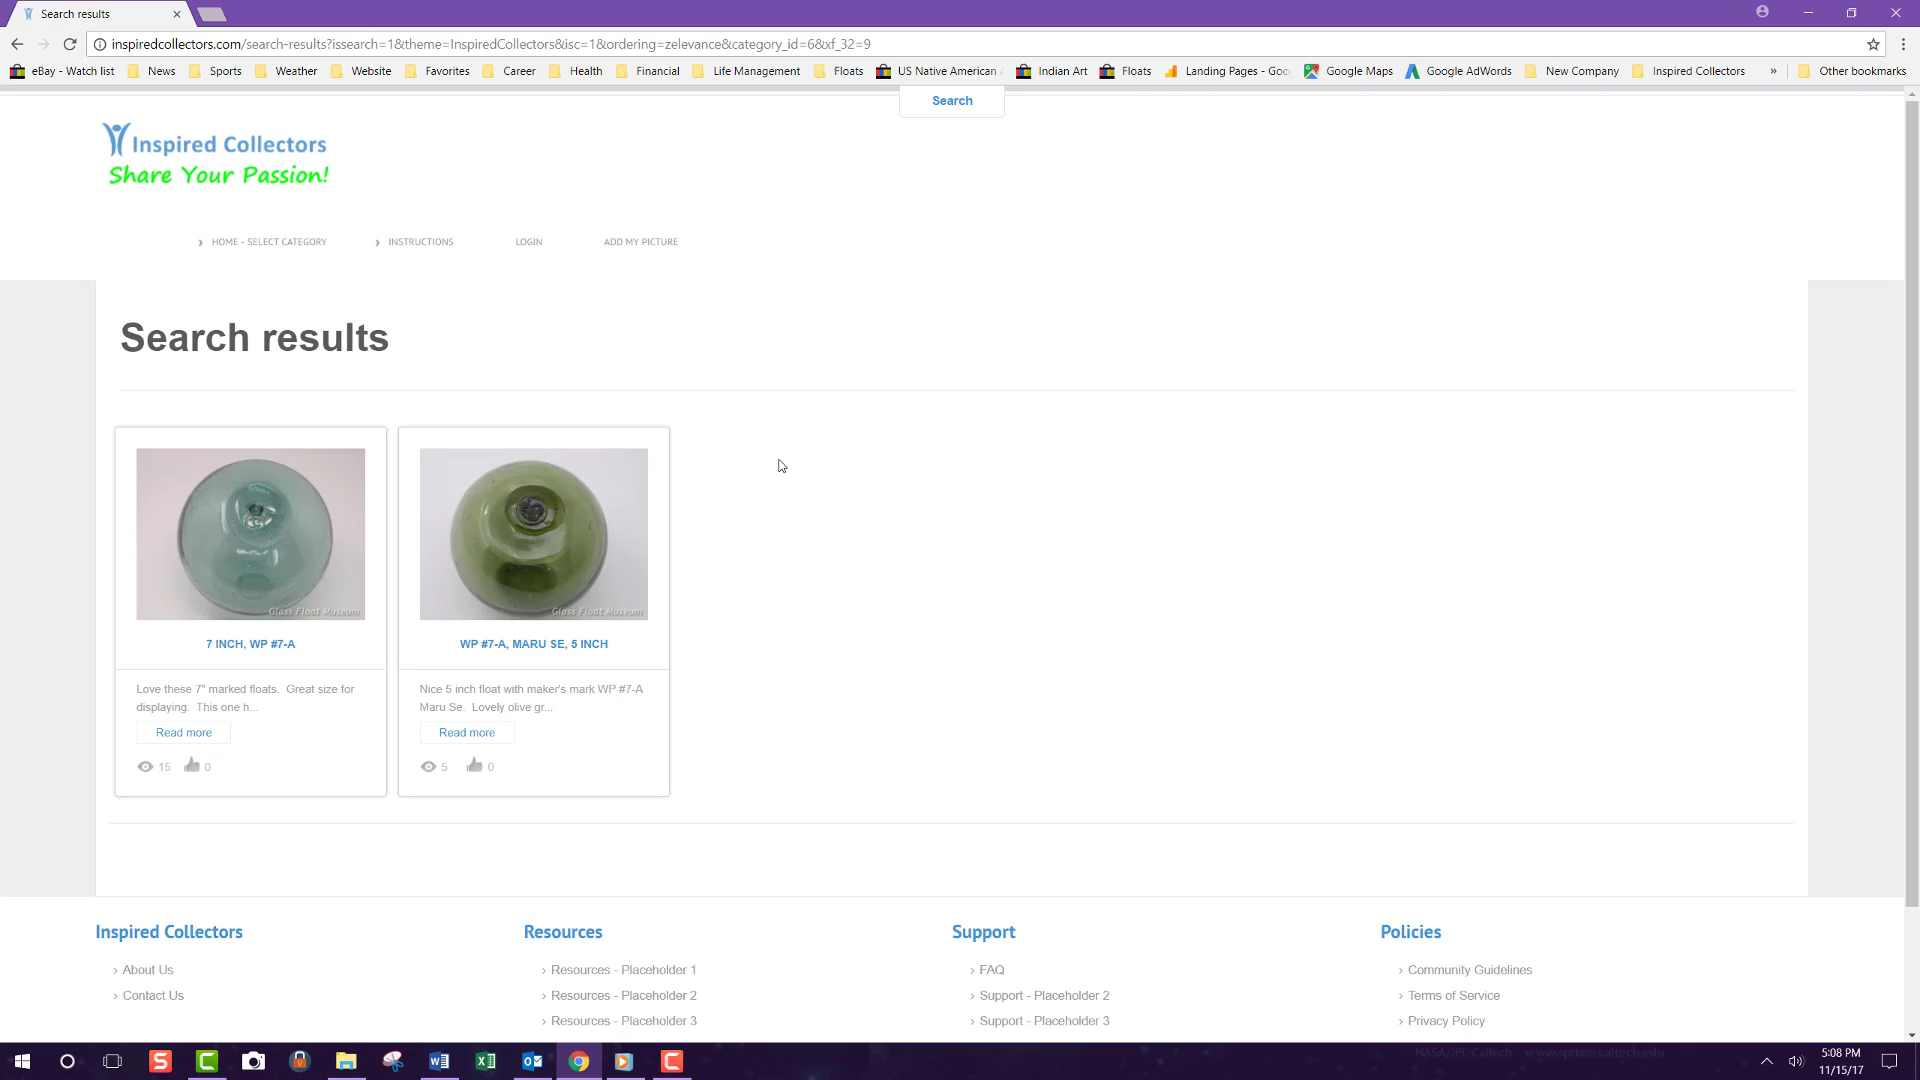 Search results
inspiredcollectors.com/search-results?issearch=1&theme=InspiredCollectors&isc=1&ordering=zelevance&category_id=6&xf_32=9
eBay - Watch list News Sports Weather Website Favorites Career Health Financial Life Management Floats US Native American Indian Art Floats Landing Pages - Goo Google Maps Google AdWords New Company Inspired Collectors » Other bookmarks
Search
Inspired Collectors
Share Your Passion!
HOME - SELECT CATEGORY INSTRUCTIONS LOGIN ADD MY PICTURE
Search results
Glass Float Museum Glass Float Museum
7 INCH, WP #7-A
Love these 7" marked floats. Great size for
displaying. This one h...
Read more
15 0
WP #7-A, MARU SE, 5 INCH
Nice 5 inch float with maker's mark WP #7-A
Maru Se. Lovely olive gr...
Read more
5 0
Inspired Collectors
About Us
Contact Us
Resources
Resources - Placeholder 1
Resources - Placeholder 2
Resources - Placeholder 3
Support
FAQ
Support - Placeholder 2
Support - Placeholder 3
Policies
Community Guidelines
Terms of Service
Privacy Policy
NASA/JPL Caltech www.spitzer.caltech.edu
5:08 PM
11/15/17